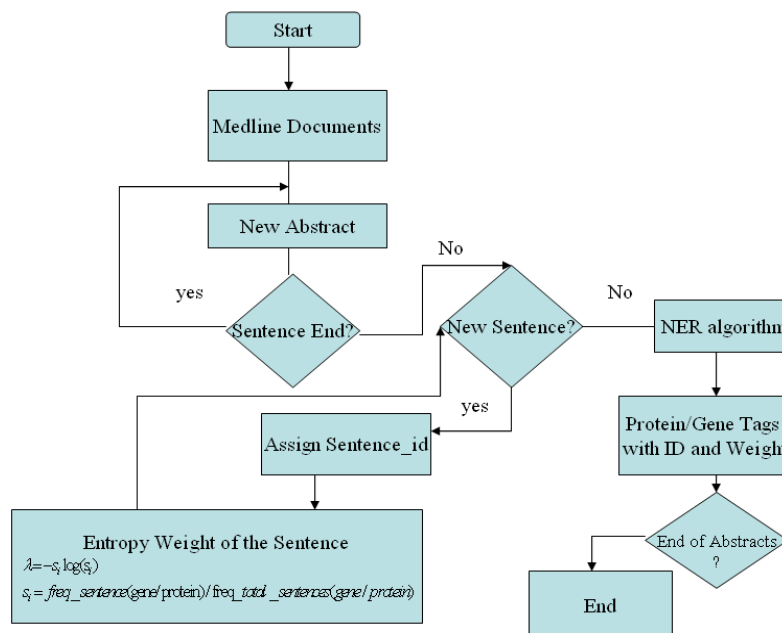 Start
Medline Documents
New Abstract
No
yes
No
Sentence End?
New Sentence?
NER algorithm
yes
Assign Sentence_id
Protein/Gene Tags
with ID and Weight
Entropy Weight of the Sentence
λ=-sᵢ log(sᵢ)
sᵢ = freq_sentence(gene/protein)/freq_total_sentences(gene/protein)
End of Abstracts
?
End